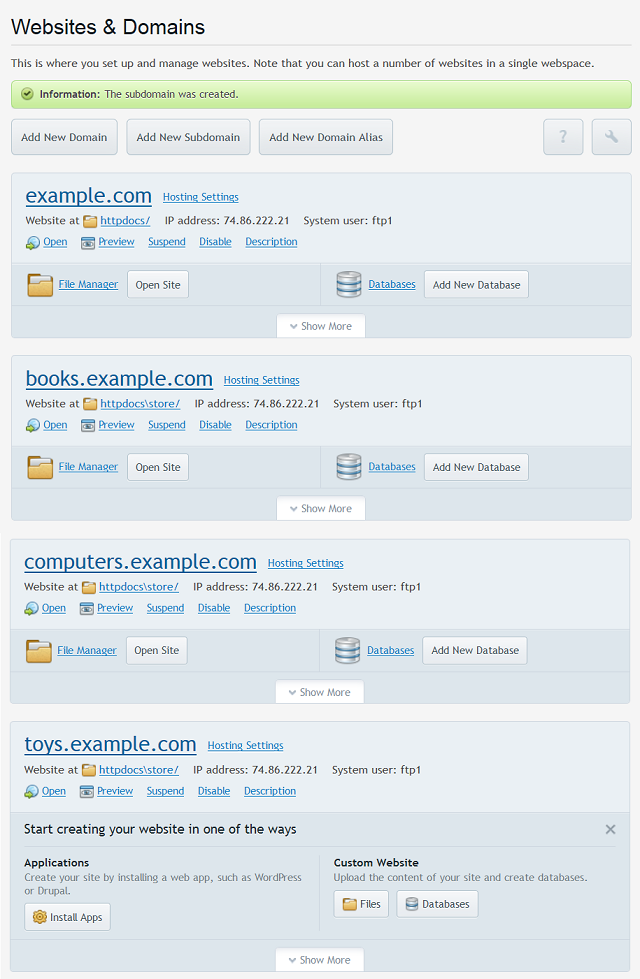 Websites & Domains
This is where you set up and manage websites. Note that you can host a number of websites in a single webspace.
Information: The subdomain was created.
Add New Domain Add New Subdomain Add New Domain Alias ?
example.com Hosting Settings
Website at httpdocs/ IP address: 74.86.222.21 System user: ftp1
Open Preview Suspend Disable Description
File Manager Open Site Databases Add New Database
Show More
books.example.com Hosting Settings
Website at httpdocs\store/ IP address: 74.86.222.21 System user: ftp1
Open Preview Suspend Disable Description
File Manager Open Site Databases Add New Database
Show More
computers.example.com Hosting Settings
Website at httpdocs\store/ IP address: 74.86.222.21 System user: ftp1
Open Preview Suspend Disable Description
File Manager Open Site Databases Add New Database
Show More
toys.example.com Hosting Settings
Website at httpdocs\store/ IP address: 74.86.222.21 System user: ftp1
Open Preview Suspend Disable Description
Start creating your website in one of the ways
Applications
Create your site by installing a web app, such as WordPress
or Drupal.
Install Apps
Custom Website
Upload the content of your site and create databases.
Files Databases
Show More